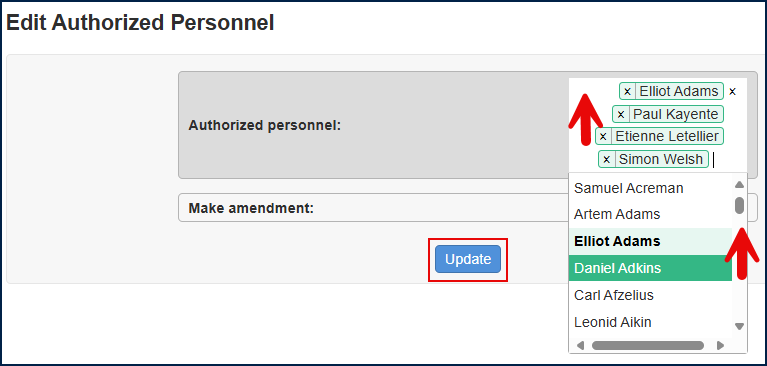 Edit Authorized Personnel
Authorized personnel:
× Elliot Adams ×
× Paul Kayente
× Etienne Letellier
× Simon Welsh
Samuel Acreman
Artem Adams
Elliot Adams
Daniel Adkins
Carl Afzelius
Leonid Aikin
Make amendment:
Update